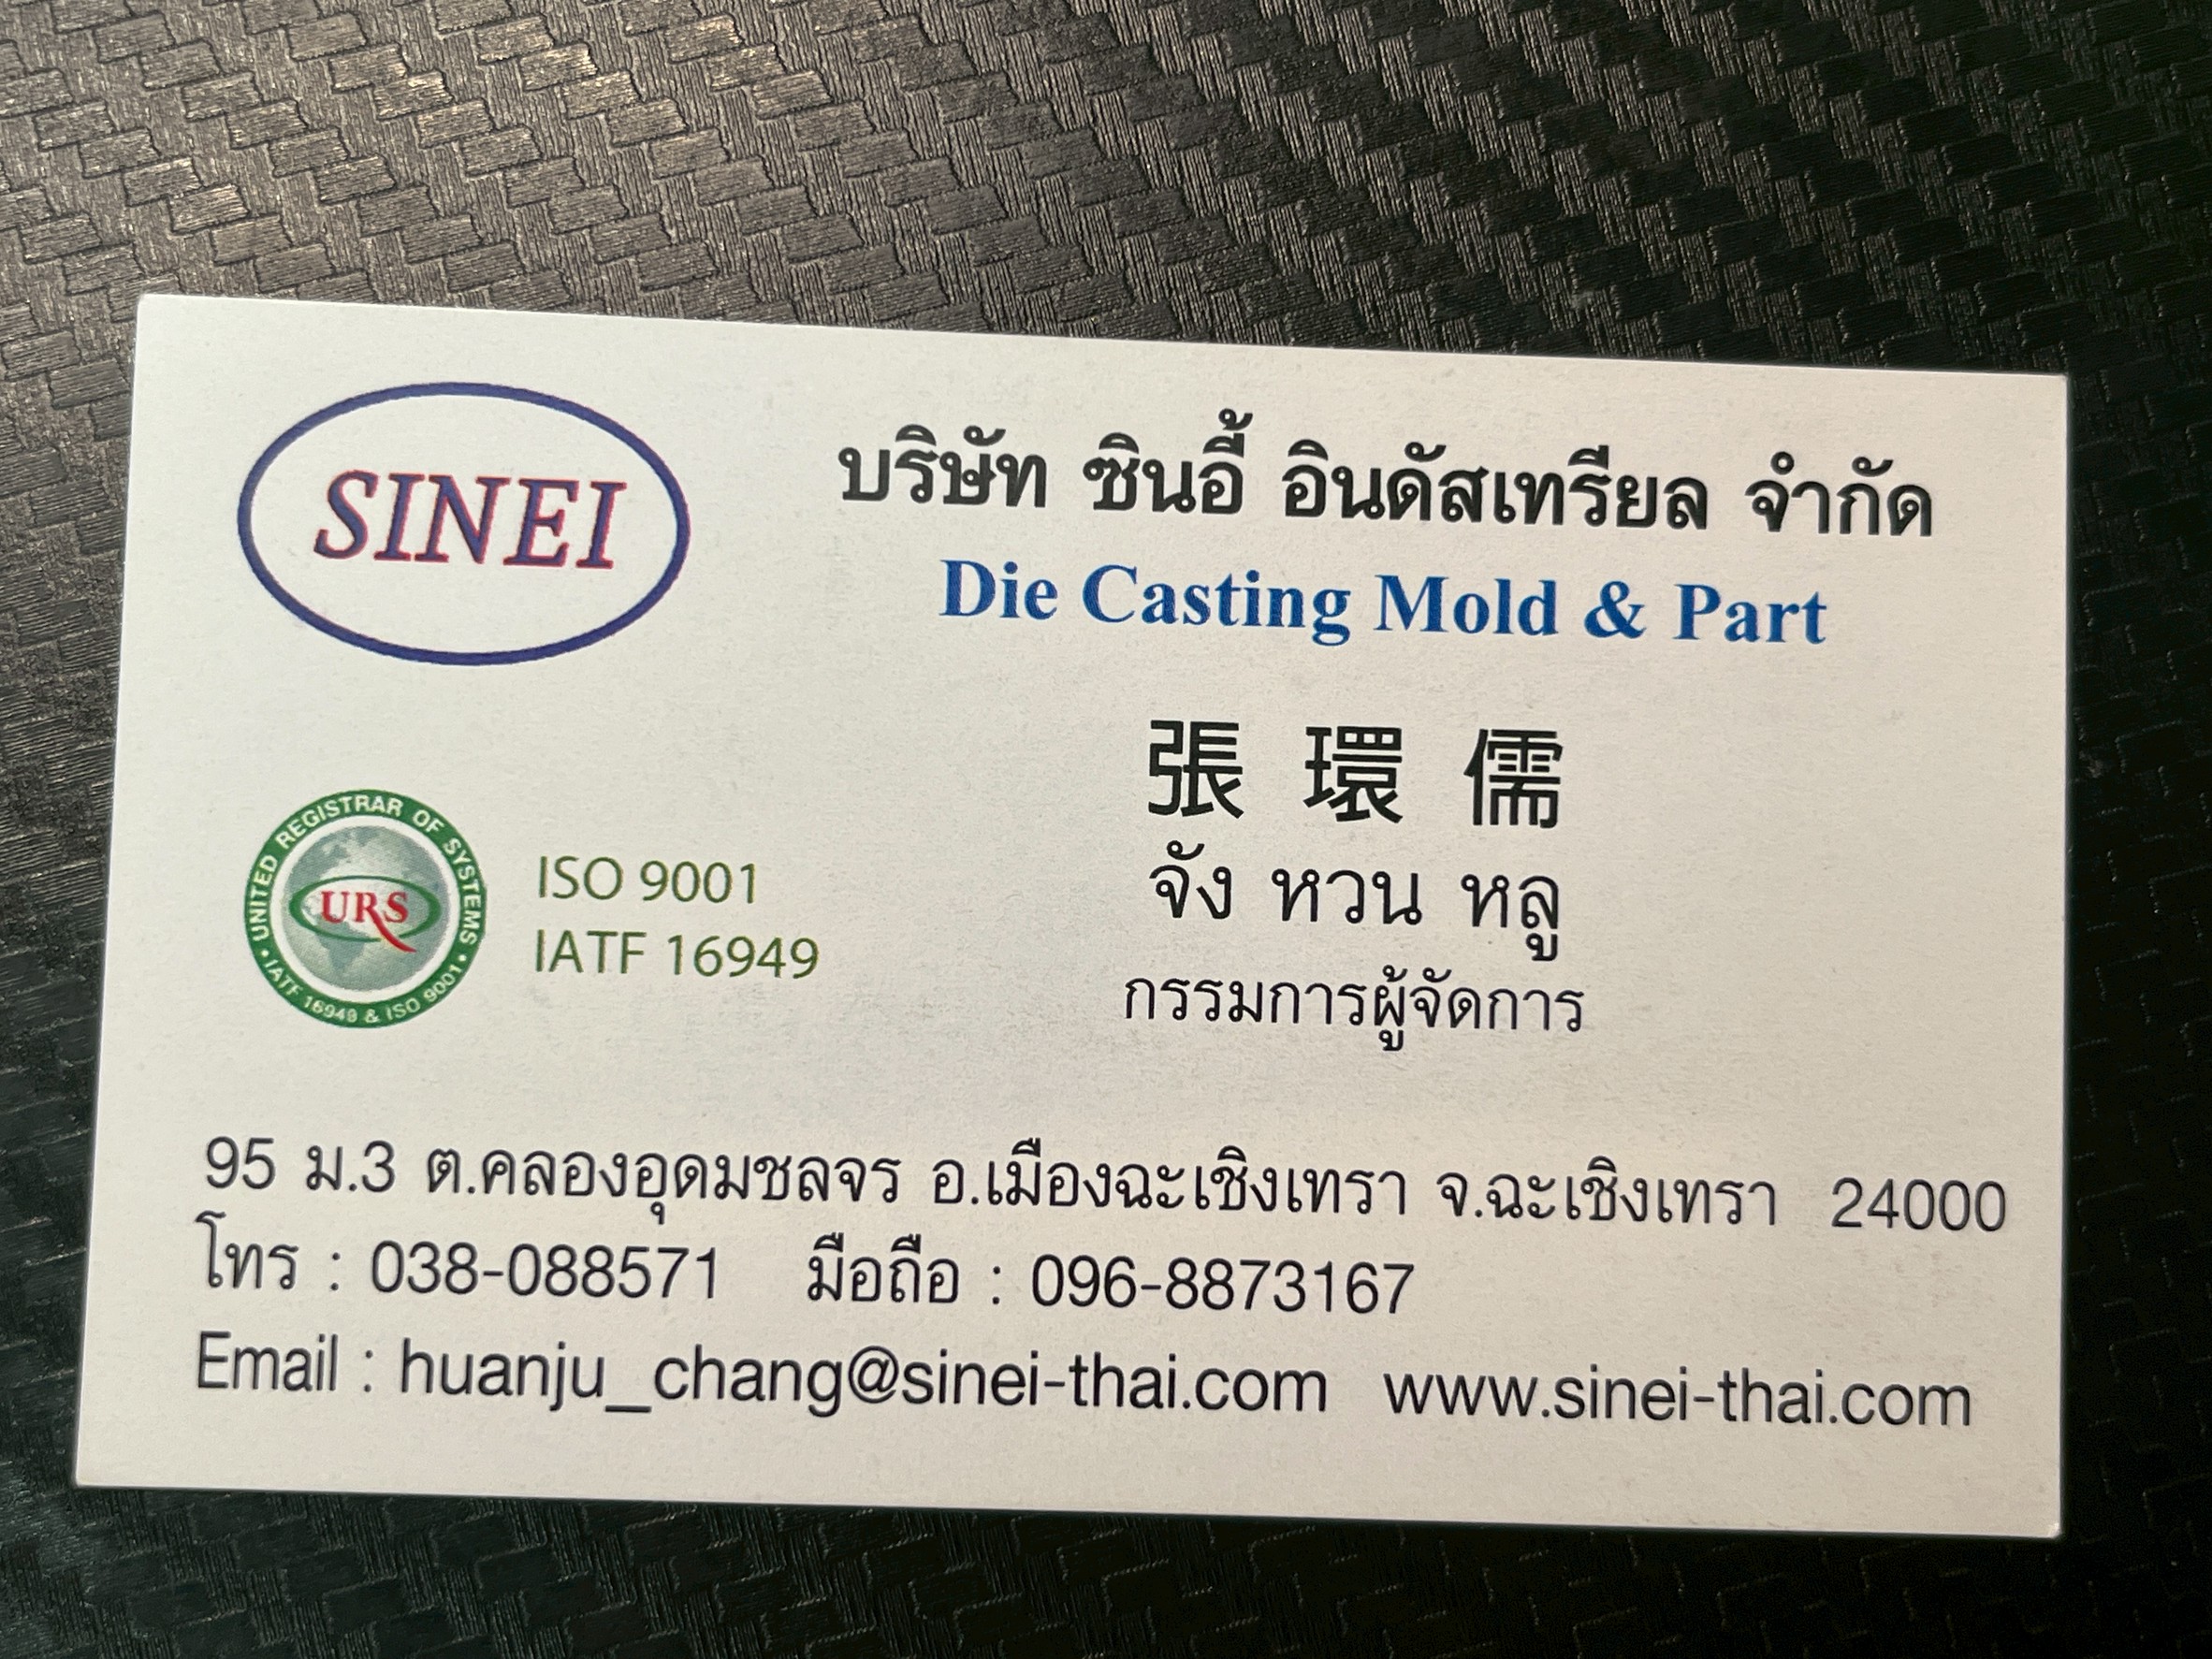 SINEI
บริษัท ซินอี้ อินดัสเทรียล จำกัด
Die Casting Mold & Part
張 環 儒
จัง หวน หลู
กรรมการผู้จัดการ
UNITED REGISTRAR OF SYSTEMS
URS
• IATF 16949 & ISO 9001 •
ISO 9001
IATF 16949
95 ม.3 ต.คลองอุดมชลจร อ.เมืองฉะเชิงเทรา จ.ฉะเชิงเทรา 24000
โทร : 038-088571 มือถือ : 096-8873167
Email : huanju_chang@sinei-thai.com www.sinei-thai.com